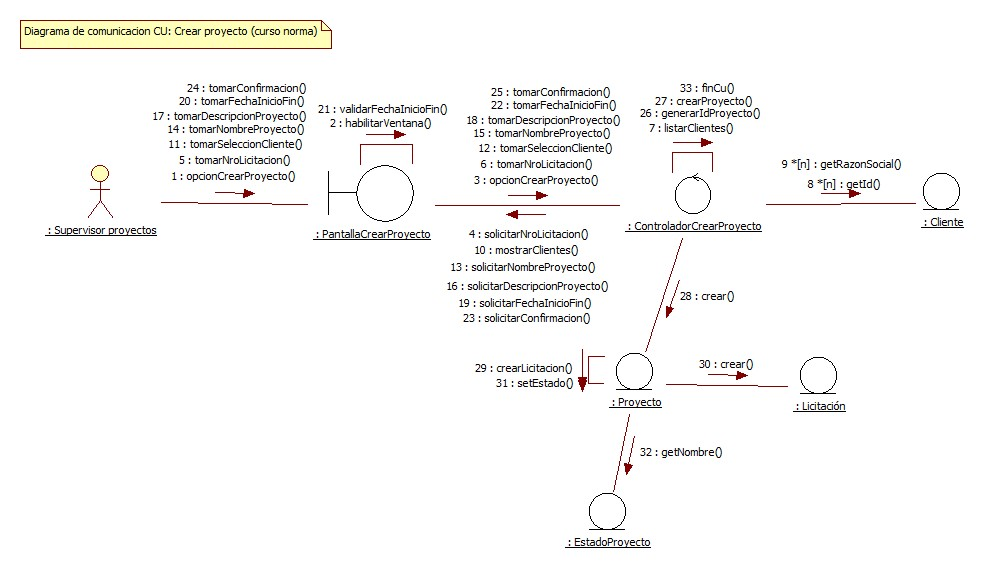 Diagrama de comunicacion CU: Crear proyecto (curso norma)
24 : tomarConfirmacion()
20 : tomarFechaInicioFin()
17 : tomarDescripcionProyecto()
14 : tomarNombreProyecto()
11 : tomarSeleccionCliente()
5 : tomarNroLicitacion()
1 : opcionCrearProyecto()
: Supervisor proyectos
21 : validarFechaInicioFin()
2 : habilitarVentana()
: PantallaCrearProyecto
25 : tomarConfirmacion()
22 : tomarFechaInicioFin()
18 : tomarDescripcionProyecto()
15 : tomarNombreProyecto()
12 : tomarSeleccionCliente()
6 : tomarNroLicitacion()
3 : opcionCrearProyecto()
4 : solicitarNroLicitacion()
10 : mostrarClientes()
13 : solicitarNombreProyecto()
16 : solicitarDescripcionProyecto()
19 : solicitarFechaInicioFin()
23 : solicitarConfirmacion()
33 : finCu()
27 : crearProyecto()
26 : generarIdProyecto()
7 : listarClientes()
: ControladorCrearProyecto
9 *[n] : getRazonSocial()
8 *[n] : getId()
: Cliente
28 : crear()
29 : crearLicitacion()
31 : setEstado()
: Proyecto
30 : crear()
: Licitación
32 : getNombre()
: EstadoProyecto